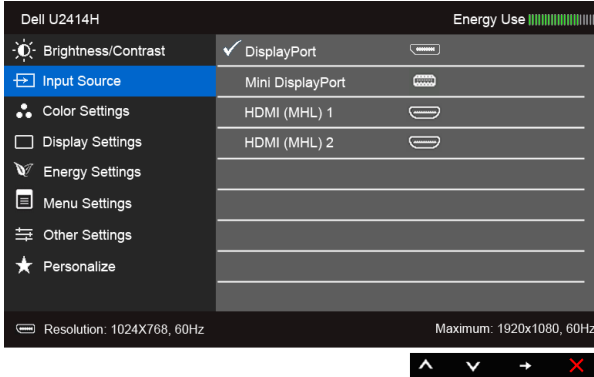 Dell U2414H Energy Use
Brightness/Contrast DisplayPort
Input Source Mini DisplayPort
Color Settings HDMI (MHL) 1
Display Settings HDMI (MHL) 2
Energy Settings
Menu Settings
Other Settings
Personalize
Resolution: 1024X768, 60Hz Maximum: 1920x1080, 60Hz